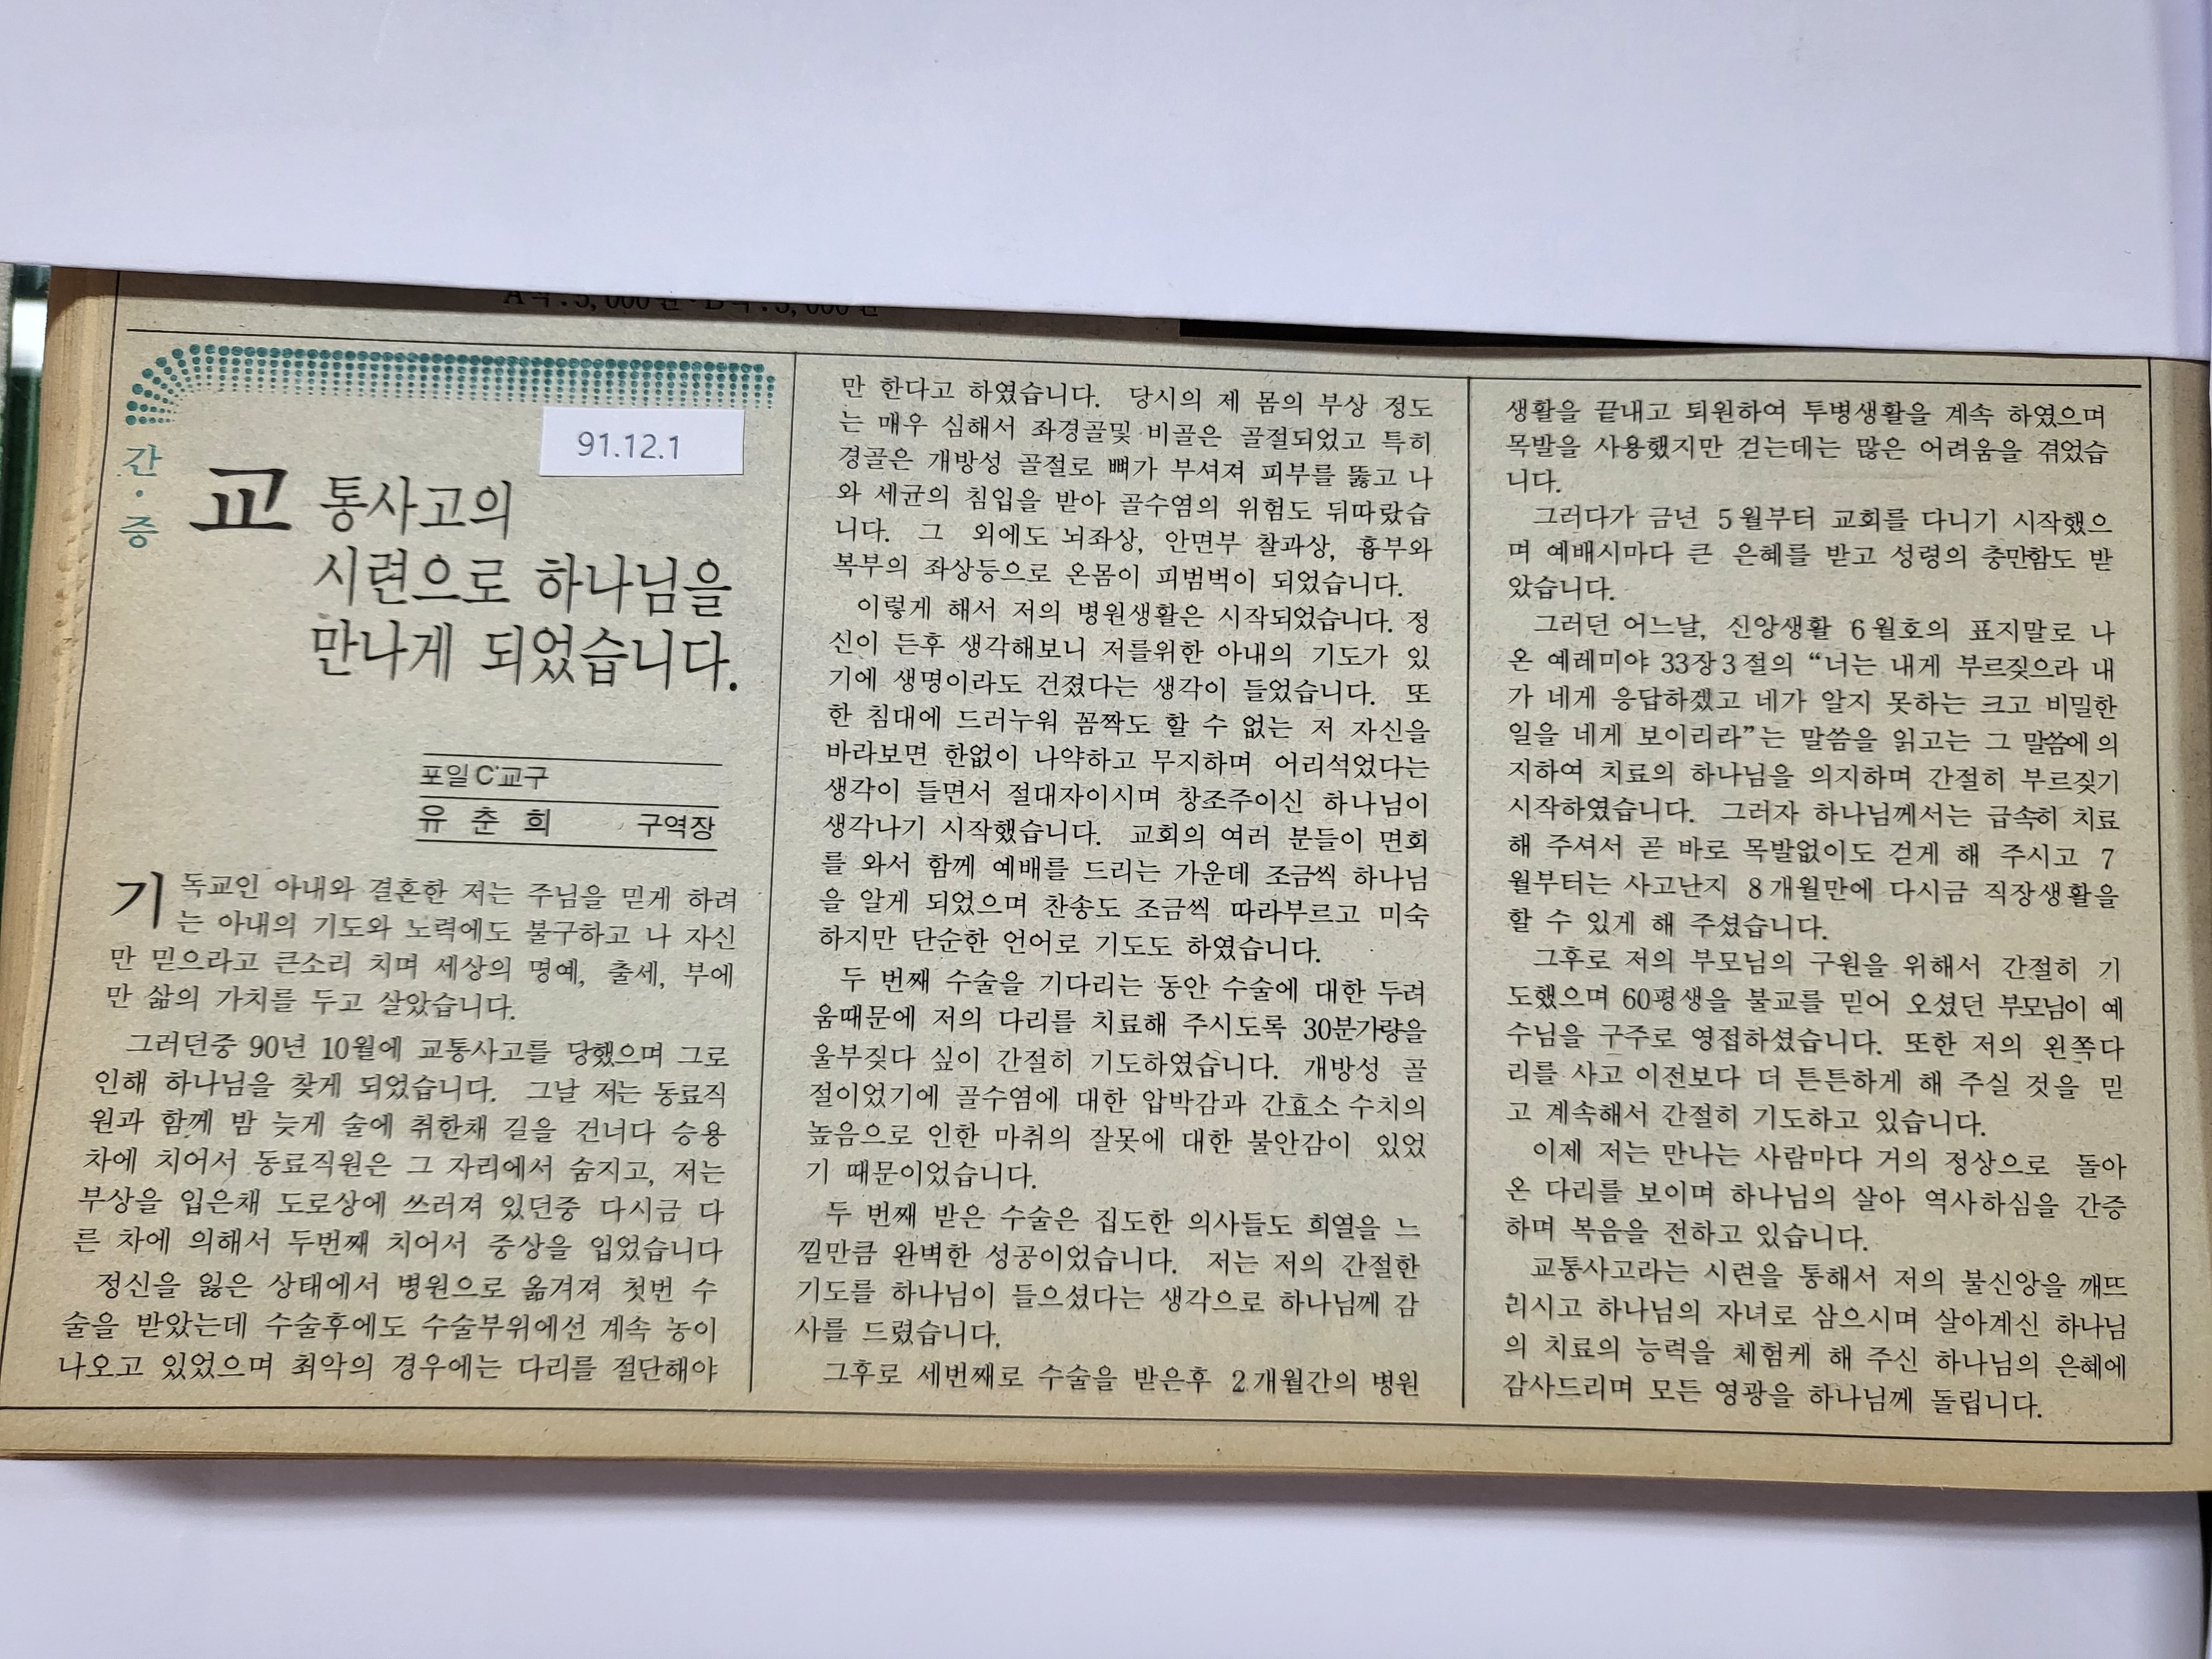 간·증
91.12.1
교통사고의
시련으로 하나님을
만나게 되었습니다.
포일C교구
유 춘 희 구역장
기독교인 아내와 결혼한 저는 주님을 믿게 하려
는 아내의 기도와 노력에도 불구하고 나 자신
만 믿으라고 큰소리 치며 세상의 명예, 출세, 부에
만 삶의 가치를 두고 살았습니다.
그러던중 90년 10월에 교통사고를 당했으며 그로
인해 하나님을 찾게 되었습니다. 그날 저는 동료직
원과 함께 밤 늦게 술에 취한채 길을 건너다 승용
차에 치어서 동료직원은 그 자리에서 숨지고, 저는
부상을 입은채 도로상에 쓰러져 있던중 다시금 다
른 차에 의해서 두번째 치어서 중상을 입었습니다
정신을 잃은 상태에서 병원으로 옮겨져 첫번 수
술을 받았는데 수술후에도 수술부위에선 계속 농이
나오고 있었으며 최악의 경우에는 다리를 절단해야
만 한다고 하였습니다. 당시의 제 몸의 부상 정도
는 매우 심해서 좌경골및 비골은 골절되었고 특히
경골은 개방성 골절로 뼈가 부셔져 피부를 뚫고 나
와 세균의 침입을 받아 골수염의 위험도 뒤따랐습
니다. 그 외에도 뇌좌상, 안면부 찰과상, 흉부와
복부의 좌상등으로 온몸이 피범벅이 되었습니다.
이렇게 해서 저의 병원생활은 시작되었습니다. 정
신이 든후 생각해보니 저를위한 아내의 기도가 있
기에 생명이라도 건졌다는 생각이 들었습니다. 또
한 침대에 드러누워 꼼짝도 할 수 없는 저 자신을
바라보면 한없이 나약하고 무지하며 어리석었다는
생각이 들면서 절대자이시며 창조주이신 하나님이
생각나기 시작했습니다. 교회의 여러 분들이 면회
를 와서 함께 예배를 드리는 가운데 조금씩 하나님
을 알게 되었으며 찬송도 조금씩 따라부르고 미숙
하지만 단순한 언어로 기도도 하였습니다.
두 번째 수술을 기다리는 동안 수술에 대한 두려
움때문에 저의 다리를 치료해 주시도록 30분가량을
울부짖다 싶이 간절히 기도하였습니다. 개방성 골
절이었기에 골수염에 대한 압박감과 간효소 수치의
높음으로 인한 마취의 잘못에 대한 불안감이 있었
기 때문이었습니다.
두 번째 받은 수술은 집도한 의사들도 희열을 느
낄만큼 완벽한 성공이었습니다. 저는 저의 간절한
기도를 하나님이 들으셨다는 생각으로 하나님께 감
사를 드렸습니다.
그후로 세번째로 수술을 받은후 2개월간의 병원
생활을 끝내고 퇴원하여 투병생활을 계속 하였으며
목발을 사용했지만 걷는데는 많은 어려움을 겪었습
니다.
그러다가 금년 5월부터 교회를 다니기 시작했으
며 예배시마다 큰 은혜를 받고 성령의 충만함도 받
았습니다.
그러던 어느날, 신앙생활 6월호의 표지말로 나
온 예레미야 33장3절의 “너는 내게 부르짖으라 내
가 네게 응답하겠고 네가 알지 못하는 크고 비밀한
일을 네게 보이리라”는 말씀을 읽고는 그 말씀에 의
지하여 치료의 하나님을 의지하며 간절히 부르짖기
시작하였습니다. 그러자 하나님께서는 급속히 치료
해 주셔서 곧 바로 목발없이도 걷게 해 주시고 7
월부터는 사고난지 8개월만에 다시금 직장생활을
할 수 있게 해 주셨습니다.
그후로 저의 부모님의 구원을 위해서 간절히 기
도했으며 60평생을 불교를 믿어 오셨던 부모님이 예
수님을 구주로 영접하셨습니다. 또한 저의 왼쪽다
리를 사고 이전보다 더 튼튼하게 해 주실 것을 믿
고 계속해서 간절히 기도하고 있습니다.
이제 저는 만나는 사람마다 거의 정상으로 돌아
온 다리를 보이며 하나님의 살아 역사하심을 간증
하며 복음을 전하고 있습니다.
교통사고라는 시련을 통해서 저의 불신앙을 깨뜨
리시고 하나님의 자녀로 삼으시며 살아계신 하나님
의 치료의 능력을 체험케 해 주신 하나님의 은혜에
감사드리며 모든 영광을 하나님께 돌립니다.